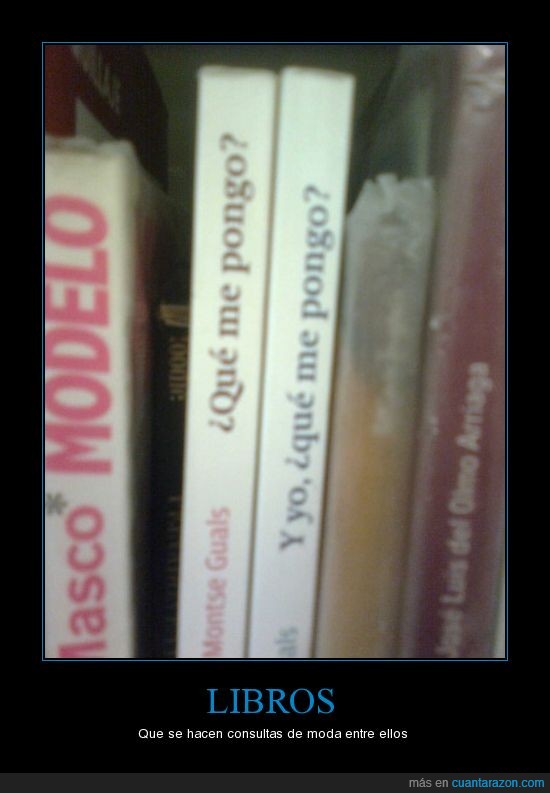 MODELO
¿Qué me pongo?
Montse Guals
Y yo, ¿qué me pongo?
José Luis del Olmo Arriaga
LIBROS
Que se hacen consultas de moda entre ellos
más en cuantarazon.com